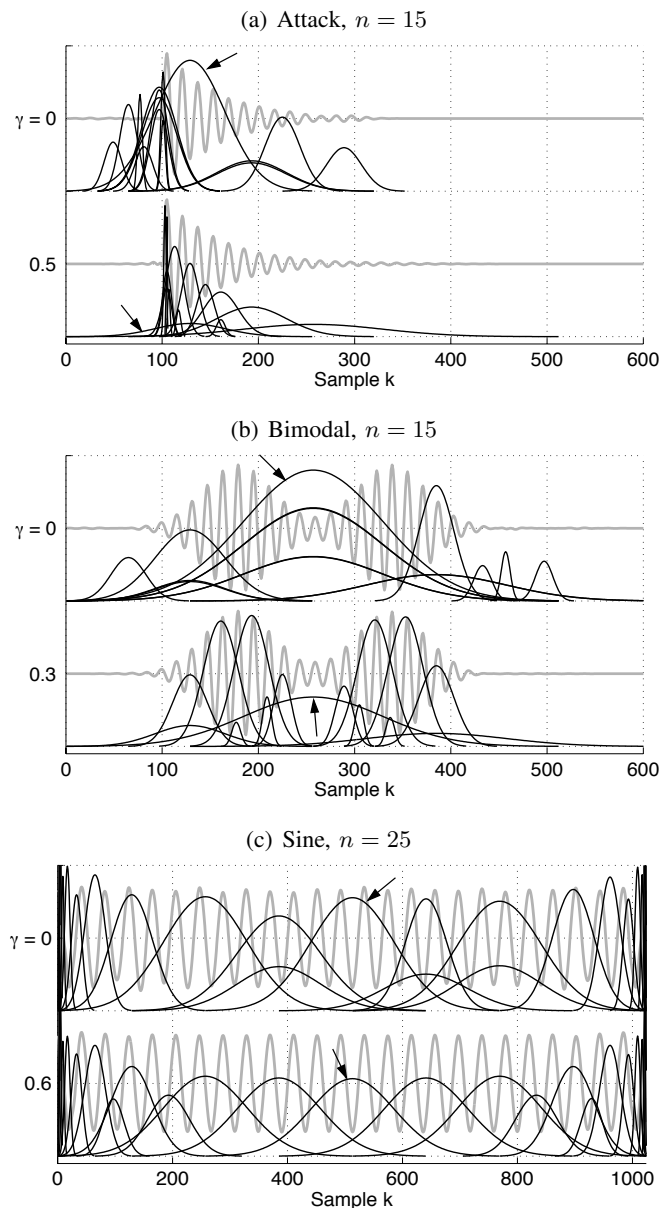 (a) Attack, n = 15
γ = 0
0.5
0 100 200 300 400 500 600
Sample k
(b) Bimodal, n = 15
γ = 0
0.3
0 100 200 300 400 500 600
Sample k
(c) Sine, n = 25
γ = 0
0.6
0 200 400 600 800 1000
Sample k